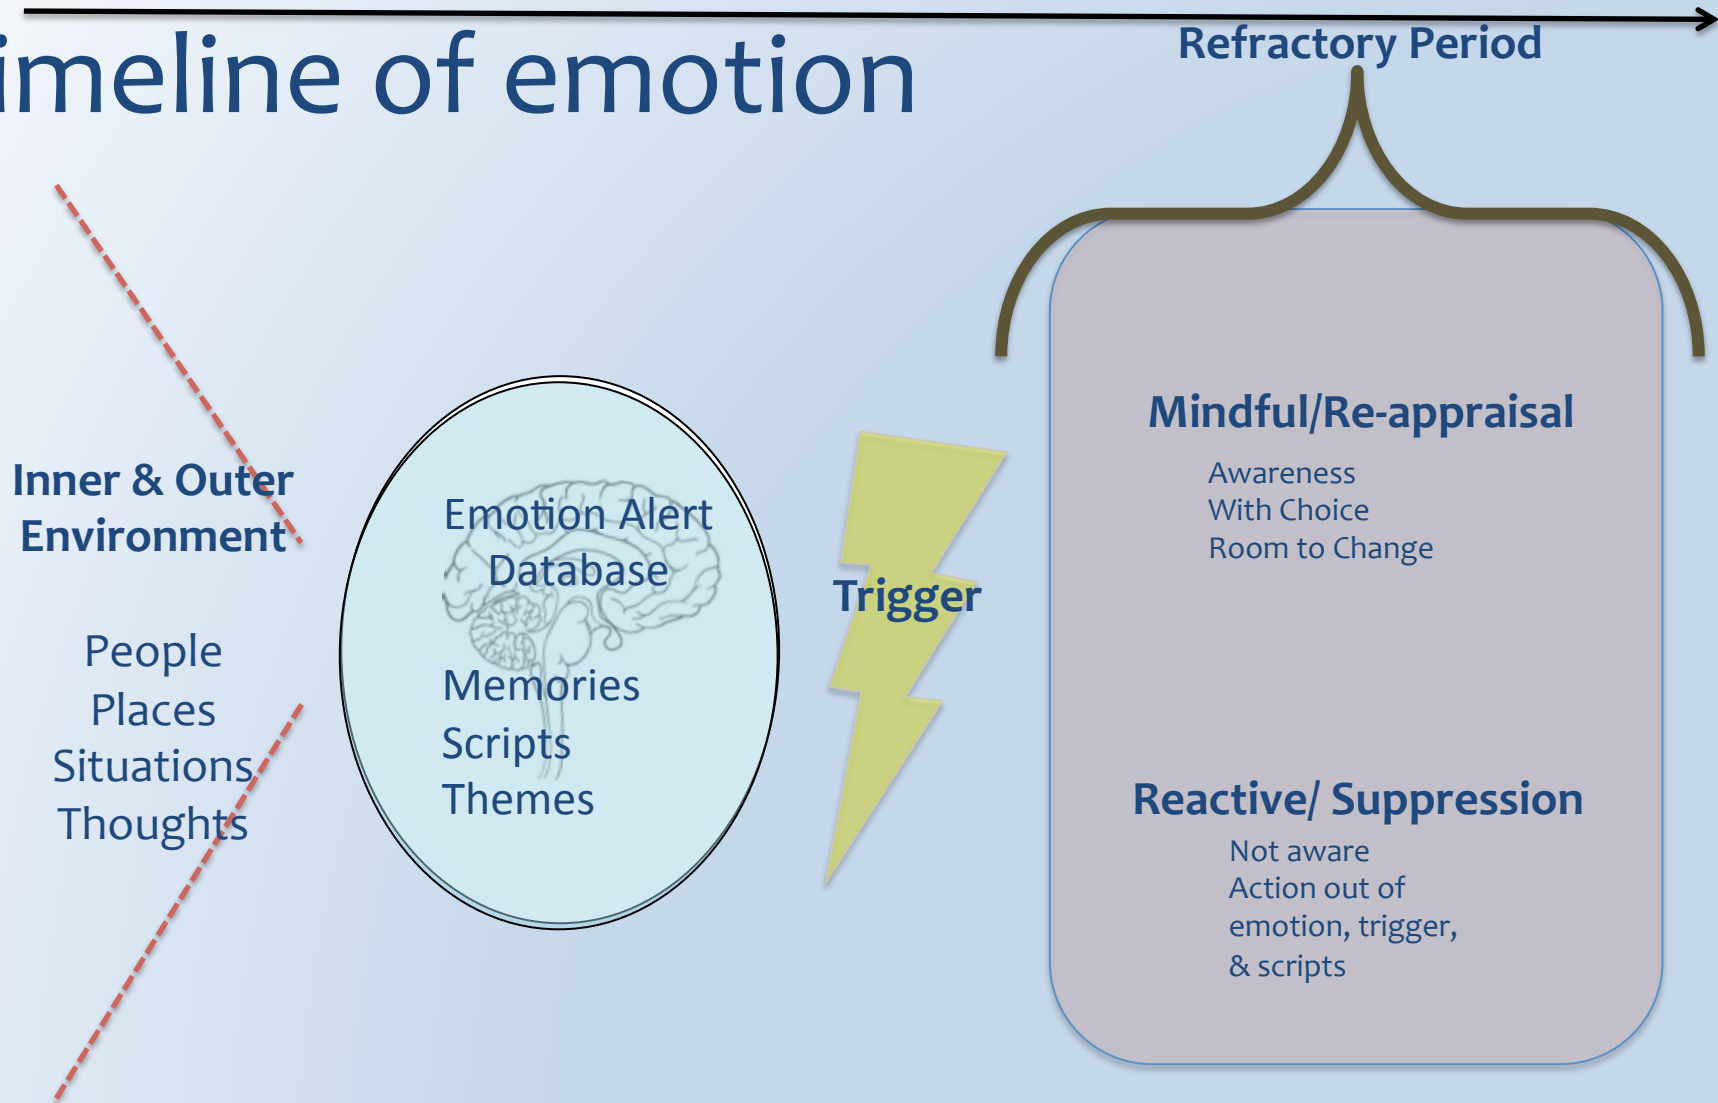 imeline of emotion
Refractory Period
Inner & Outer
Environment
People
Places
Situations
Thoughts
Emotion Alert
Database
Memories
Scripts
Themes
Trigger
Mindful/Re-appraisal
Awareness
With Choice
Room to Change
Reactive/ Suppression
Not aware
Action out of
emotion, trigger,
& scripts